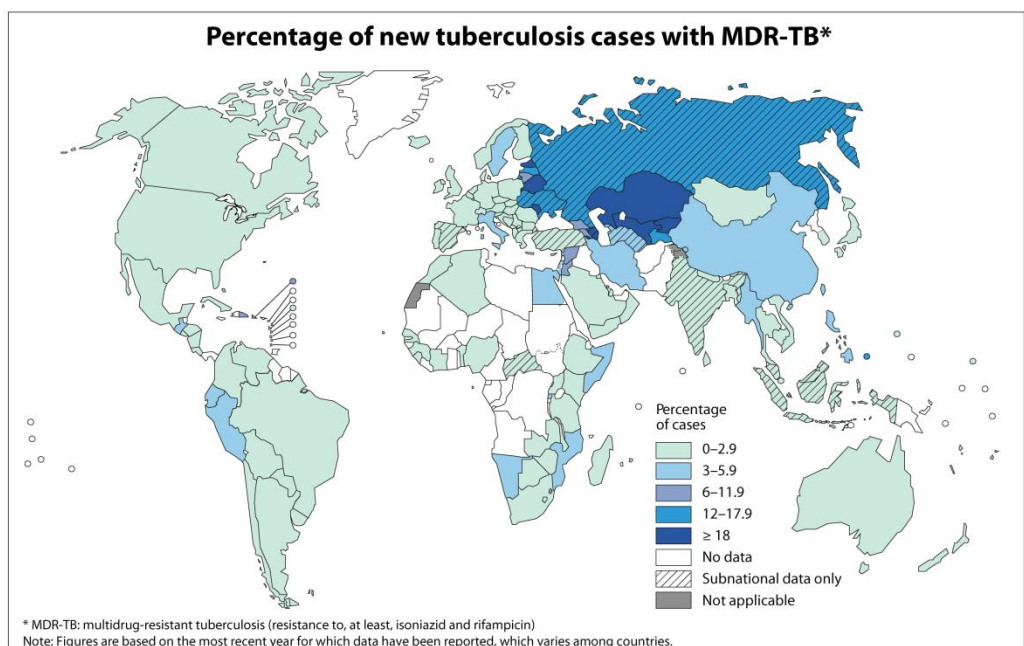 Percentage of new tuberculosis cases with MDR-TB*
Percentage
of cases
0–2.9
3–5.9
6–11.9
12–17.9
≥ 18
No data
Subnational data only
Not applicable
* MDR-TB: multidrug-resistant tuberculosis (resistance to, at least, isoniazid and rifampicin)
Note: Figures are based on the most recent year for which data have been reported, which varies among countries.